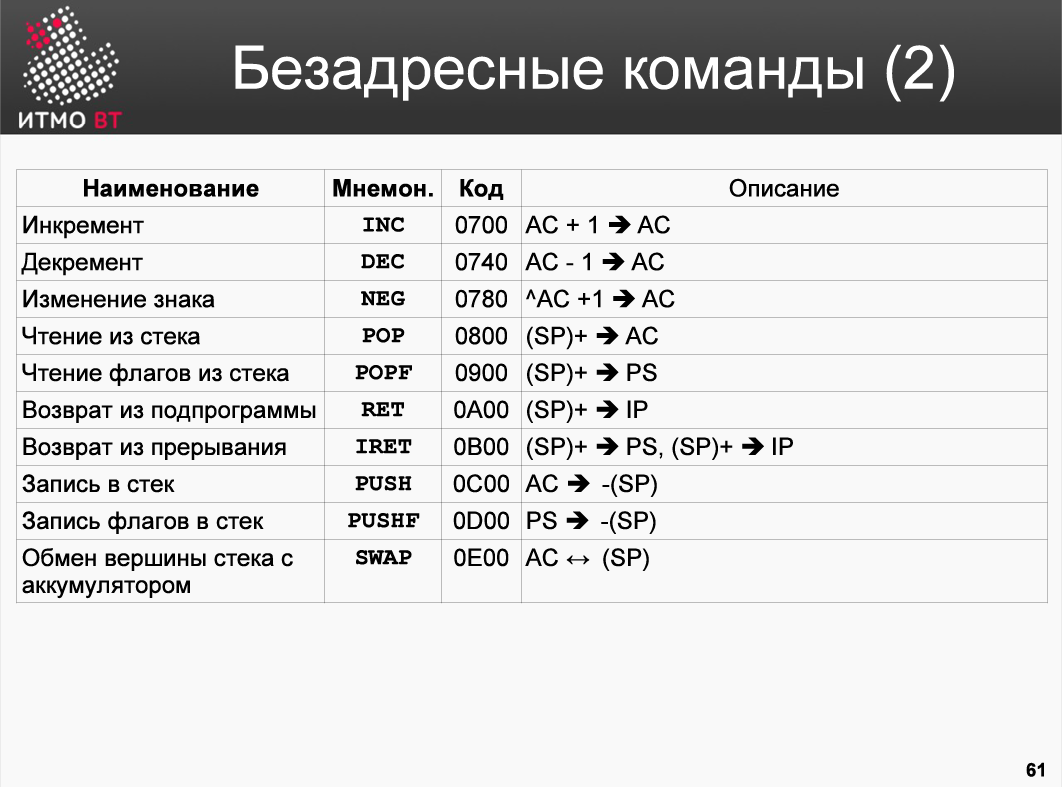 ИТМО ВТ
Безадресные команды (2)
Наименование Мнемон. Код Описание
Инкремент INC 0700 AC + 1 ➔ AC
Декремент DEC 0740 AC - 1 ➔ AC
Изменение знака NEG 0780 ^AC +1 ➔ AC
Чтение из стека POP 0800 (SP)+ ➔ AC
Чтение флагов из стека POPF 0900 (SP)+ ➔ PS
Возврат из подпрограммы RET 0A00 (SP)+ ➔ IP
Возврат из прерывания IRET 0B00 (SP)+ ➔ PS, (SP)+ ➔ IP
Запись в стек PUSH 0C00 AC ➔ -(SP)
Запись флагов в стек PUSHF 0D00 PS ➔ -(SP)
Обмен вершины стека с SWAP 0E00 AC ↔ (SP)
аккумулятором
61